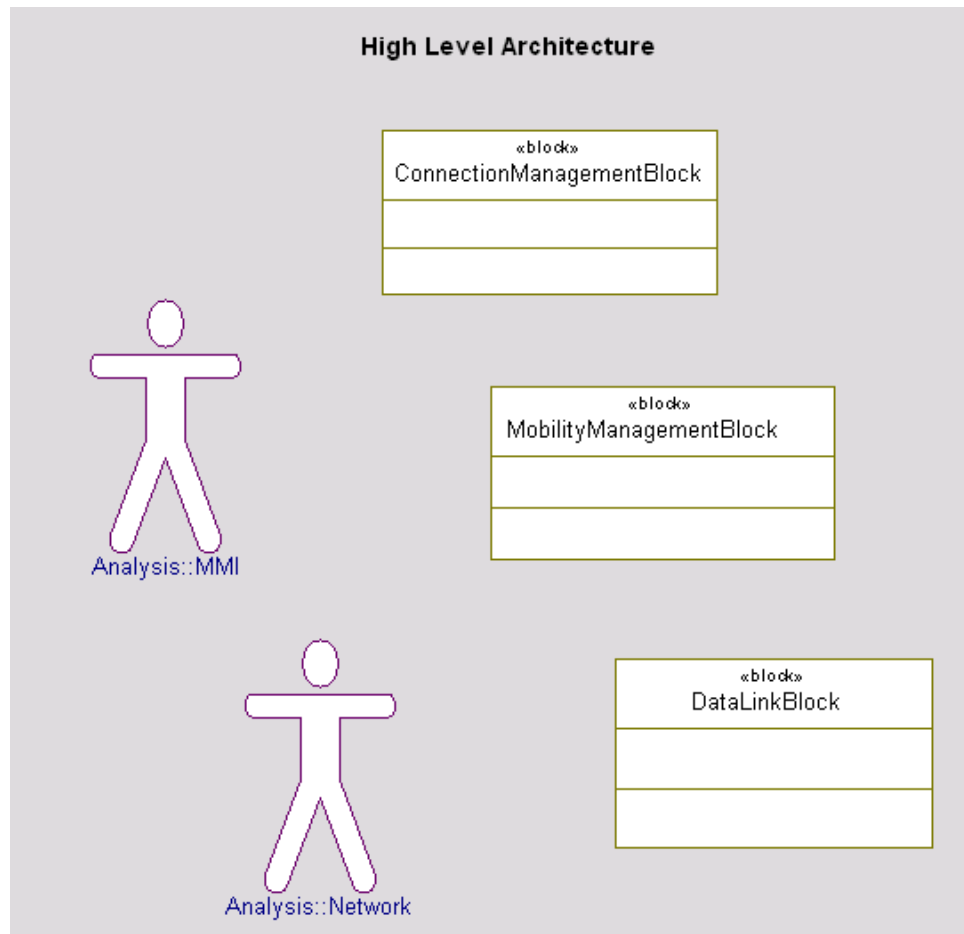 High Level Architecture
«block»
ConnectionManagementBlock
«block»
MobilityManagementBlock
Analysis::MMI
«block»
DataLinkBlock
Analysis::Network